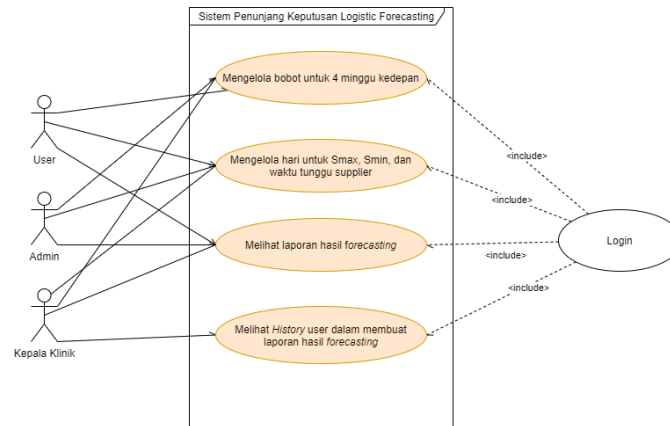 Sistem Penunjang Keputusan Logistic Forecasting
Mengelola bobot untuk 4 minggu kedepan
User
<include>
Mengelola hari untuk Smax, Smin, dan
waktu tunggu supplier
<include>
Admin
Melihat laporan hasil forecasting
<include>
Login
<include>
Kepala Klinik
Melihat History user dalam membuat
laporan hasil forecasting